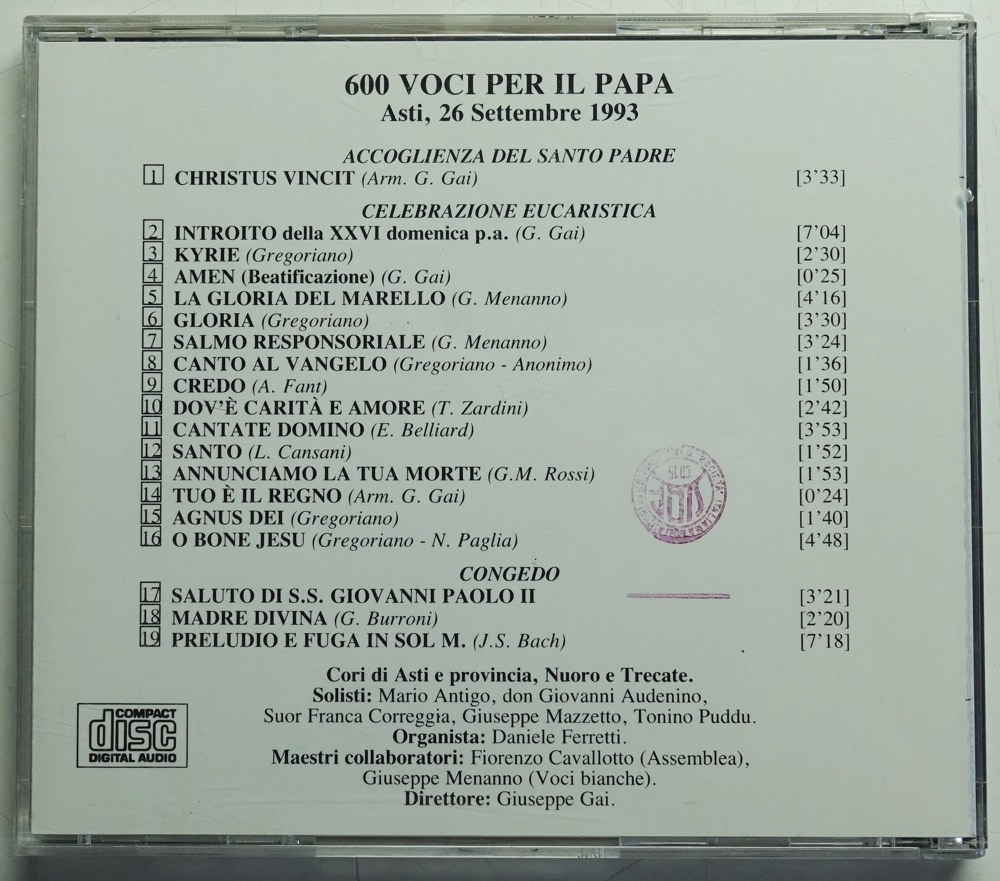 600 VOCI PER IL PAPA
Asti, 26 Settembre 1993
ACCOGLIENZA DEL SANTO PADRE
1 CHRISTUS VINCIT (Arm. G. Gai) [3'33]
CELEBRAZIONE EUCARISTICA
2 INTROITO della XXVI domenica p.a. (G. Gai) [7'04]
3 KYRIE (Gregoriano) [2'30]
4 AMEN (Beatificazione) (G. Gai) [0'25]
5 LA GLORIA DEL MARELLO (G. Menanno) [4'16]
6 GLORIA (Gregoriano) [3'30]
7 SALMO RESPONSORIALE (G. Menanno) [3'24]
8 CANTO AL VANGELO (Gregoriano - Anonimo) [1'36]
9 CREDO (A. Fant) [1'50]
10 DOV'È CARITÀ E AMORE (T. Zardini) [2'42]
11 CANTATE DOMINO (E. Belliard) [3'53]
12 SANTO (L. Cansani) [1'52]
13 ANNUNCIAMO LA TUA MORTE (G.M. Rossi) [1'53]
14 TUO È IL REGNO (Arm. G. Gai) [0'24]
15 AGNUS DEI (Gregoriano) [1'40]
16 O BONE JESU (Gregoriano - N. Paglia) [4'48]
CONGEDO
17 SALUTO DI S.S. GIOVANNI PAOLO II [3'21]
18 MADRE DIVINA (G. Burroni) [2'20]
19 PRELUDIO E FUGA IN SOL M. (J.S. Bach) [7'18]
Cori di Asti e provincia, Nuoro e Trecate.
Solisti: Mario Antigo, don Giovanni Audenino,
Suor Franca Correggia, Giuseppe Mazzetto, Tonino Puddu.
Organista: Daniele Ferretti.
Maestri collaboratori: Fiorenzo Cavallotto (Assemblea),
Giuseppe Menanno (Voci bianche).
Direttore: Giuseppe Gai.
COMPACT
disc
DIGITAL AUDIO